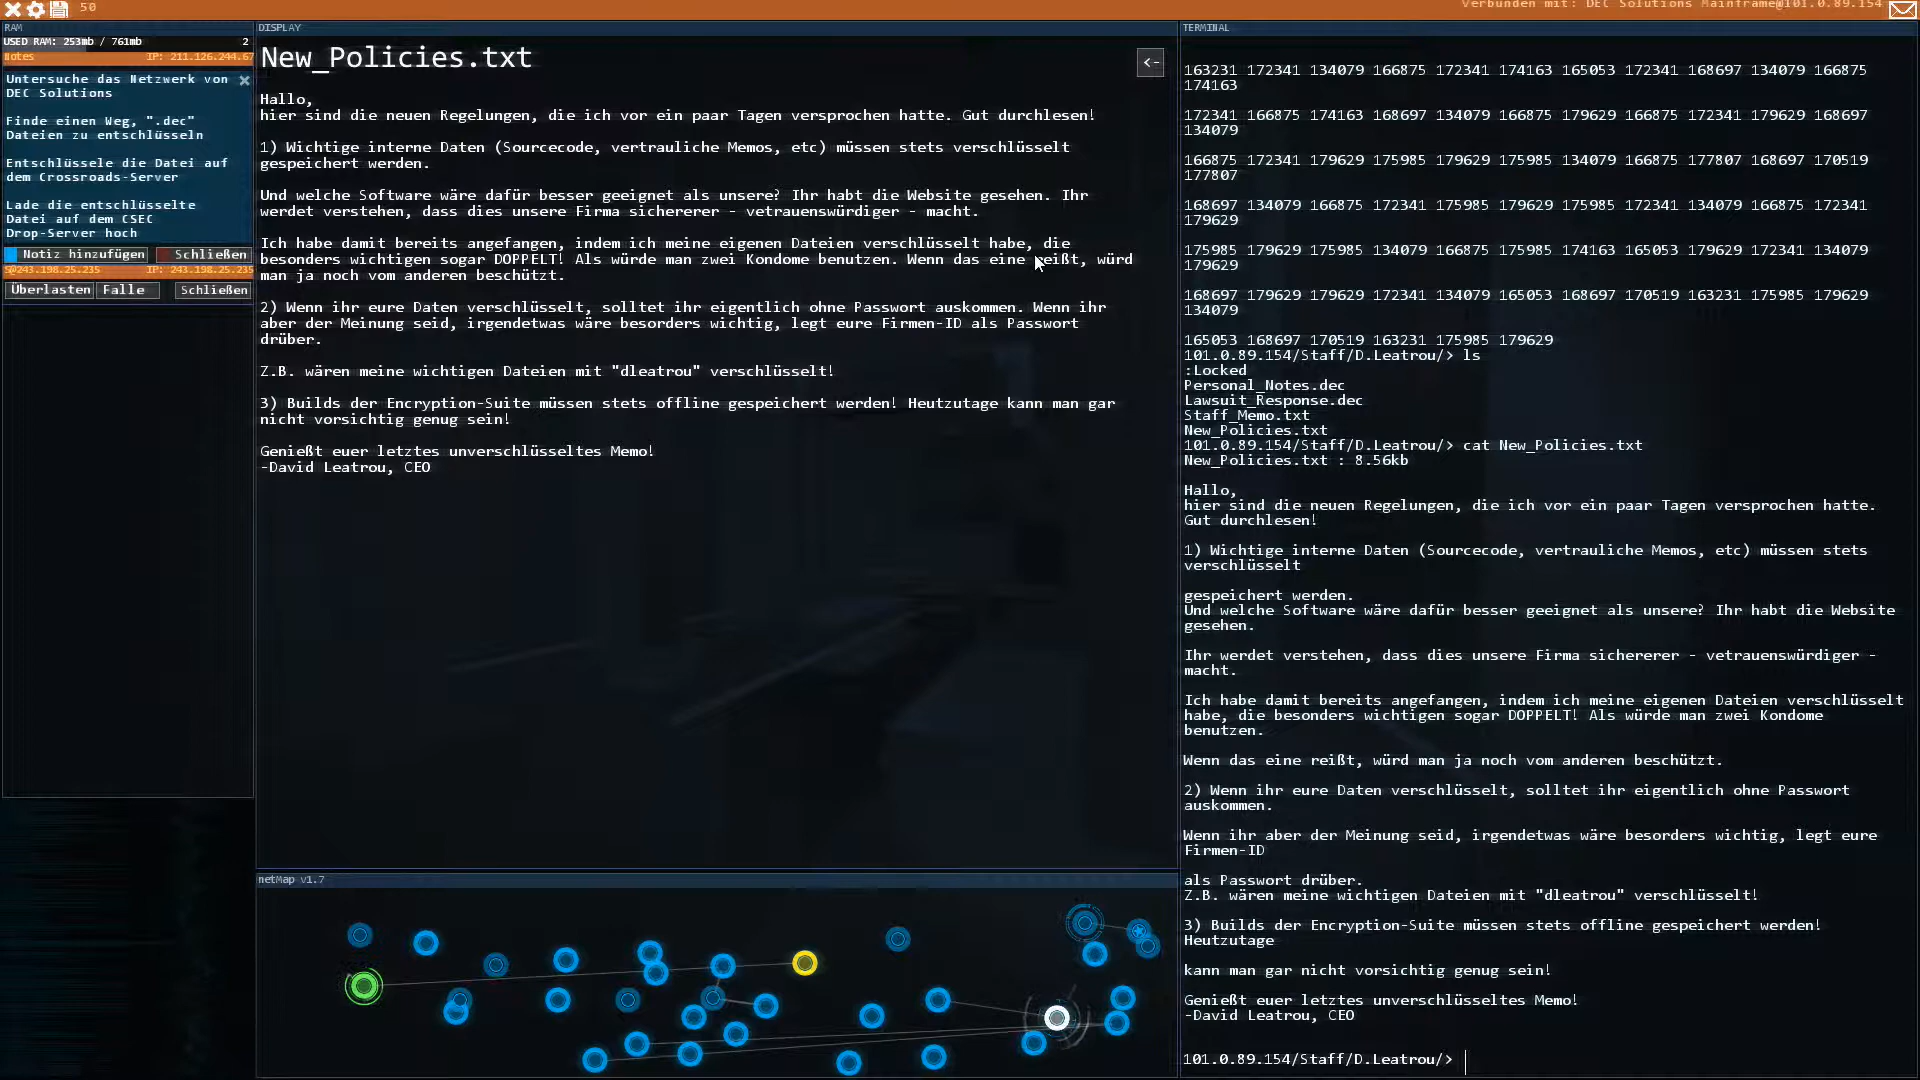 50
Verbunden mit: DEC Solutions Mainframe@101.0.89.154
RAM
USED RAM: 253mb / 761mb
2
Notes
IP: 211.126.244.67
Untersuche das Netzwerk von
DEC Solutions
Finde einen Weg, ".dec"
Dateien zu entschlüsseln
Entschlüssele die Datei auf
dem Crossroads-Server
Lade die entschlüsselte
Datei auf dem CSEC
Drop-Server hoch
Notiz hinzufügen
Schließen
S@243.198.25.235
IP: 243.198.25.235
Überlasten
Falle
Schließen
DISPLAY
New_Policies.txt
<-
Hallo,
hier sind die neuen Regelungen, die ich vor ein paar Tagen versprochen hatte. Gut durchlesen!
1) Wichtige interne Daten (Sourcecode, vertrauliche Memos, etc) müssen stets verschlüsselt
gespeichert werden.
Und welche Software wäre dafür besser geeignet als unsere? Ihr habt die Website gesehen. Ihr
werdet verstehen, dass dies unsere Firma sichererer - vetrauenswürdiger - macht.
Ich habe damit bereits angefangen, indem ich meine eigenen Dateien verschlüsselt habe, die
besonders wichtigen sogar DOPPELT! Als würde man zwei Kondome benutzen. Wenn das eine reißt, würd
man ja noch vom anderen beschützt.
2) Wenn ihr eure Daten verschlüsselt, solltet ihr eigentlich ohne Passwort auskommen. Wenn ihr
aber der Meinung seid, irgendetwas wäre besonders wichtig, legt eure Firmen-ID als Passwort
drüber.
Z.B. wären meine wichtigen Dateien mit "dleatrou" verschlüsselt!
3) Builds der Encryption-Suite müssen stets offline gespeichert werden! Heutzutage kann man gar
nicht vorsichtig genug sein!
Genießt euer letztes unverschlüsseltes Memo!
-David Leatrou, CEO
netMap v1.7
TERMINAL
163231 172341 134079 166875 172341 174163 165053 172341 168697 134079 166875
174163
172341 166875 174163 168697 134079 166875 179629 166875 172341 179629 168697
134079
166875 172341 179629 175985 179629 175985 134079 166875 177807 168697 170519
177807
168697 134079 166875 172341 175985 179629 175985 172341 134079 166875 172341
179629
175985 179629 175985 134079 166875 175985 174163 165053 179629 172341 134079
179629
168697 179629 179629 172341 134079 165053 168697 170519 163231 175985 179629
134079
165053 168697 170519 163231 175985 179629
101.0.89.154/Staff/D.Leatrou/> ls
:Locked
Personal_Notes.dec
Lawsuit_Response.dec
Staff_Memo.txt
New_Policies.txt
101.0.89.154/Staff/D.Leatrou/> cat New_Policies.txt
New_Policies.txt : 8.56kb
Hallo,
hier sind die neuen Regelungen, die ich vor ein paar Tagen versprochen hatte.
Gut durchlesen!
1) Wichtige interne Daten (Sourcecode, vertrauliche Memos, etc) müssen stets
verschlüsselt
gespeichert werden.
Und welche Software wäre dafür besser geeignet als unsere? Ihr habt die Website
gesehen.
Ihr werdet verstehen, dass dies unsere Firma sichererer - vetrauenswürdiger -
macht.
Ich habe damit bereits angefangen, indem ich meine eigenen Dateien verschlüsselt
habe, die besonders wichtigen sogar DOPPELT! Als würde man zwei Kondome
benutzen.
Wenn das eine reißt, würd man ja noch vom anderen beschützt.
2) Wenn ihr eure Daten verschlüsselt, solltet ihr eigentlich ohne Passwort
auskommen.
Wenn ihr aber der Meinung seid, irgendetwas wäre besonders wichtig, legt eure
Firmen-ID
als Passwort drüber.
Z.B. wären meine wichtigen Dateien mit "dleatrou" verschlüsselt!
3) Builds der Encryption-Suite müssen stets offline gespeichert werden!
Heutzutage
kann man gar nicht vorsichtig genug sein!
Genießt euer letztes unverschlüsseltes Memo!
-David Leatrou, CEO
101.0.89.154/Staff/D.Leatrou/>